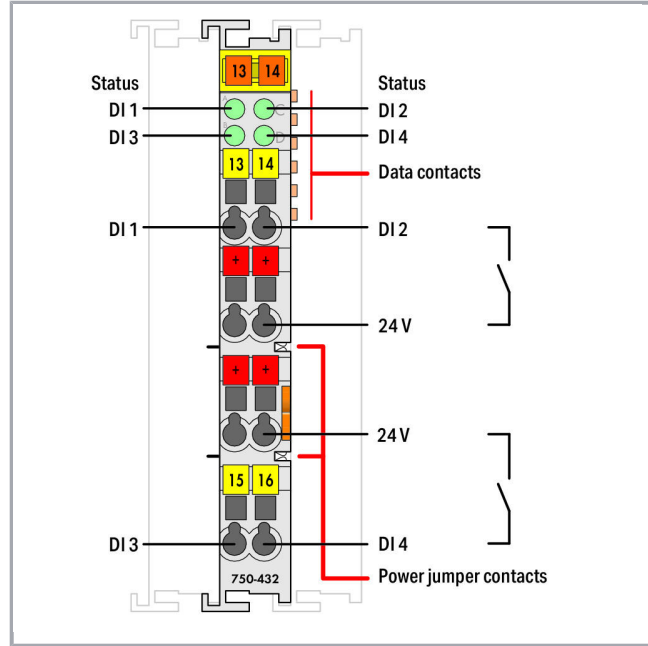 13 14
Status Status
DI 1 A C DI 2
DI 3 B D DI 4
13 14
Data contacts
DI 1 DI 2
+ +
24 V
+ +
24 V
15 16
DI 3 DI 4
750-432
Power jumper contacts